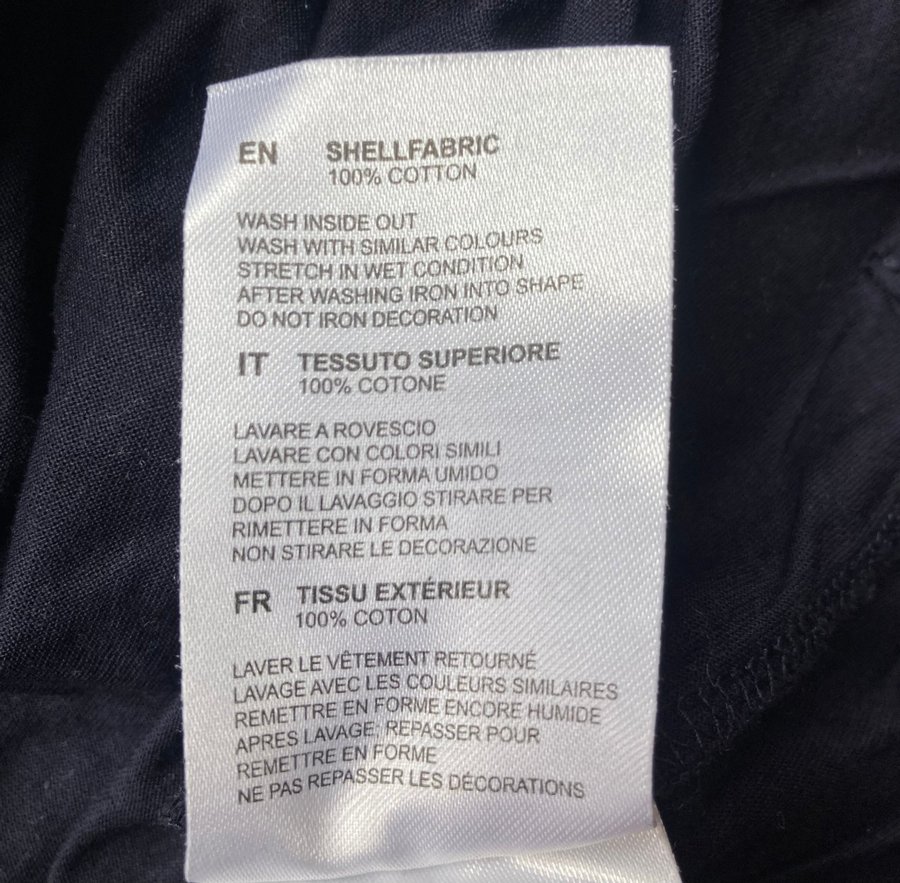 EN SHELLFABRIC
100% COTTON
WASH INSIDE OUT
WASH WITH SIMILAR COLOURS
STRETCH IN WET CONDITION
AFTER WASHING IRON INTO SHAPE
DO NOT IRON DECORATION
IT TESSUTO SUPERIORE
100% COTONE
LAVARE A ROVESCIO
LAVARE CON COLORI SIMILI
METTERE IN FORMA UMIDO
DOPO IL LAVAGGIO STIRARE PER
RIMETTERE IN FORMA
NON STIRARE LE DECORAZIONE
FR TISSU EXTÉRIEUR
100% COTON
LAVER LE VÊTEMENT RETOURNÉ
LAVAGE AVEC LES COULEURS SIMILAIRES
REMETTRE EN FORME ENCORE HUMIDE
APRES LAVAGE, REPASSER POUR
REMETTRE EN FORME
NE PAS REPASSER LES DÉCORATIONS